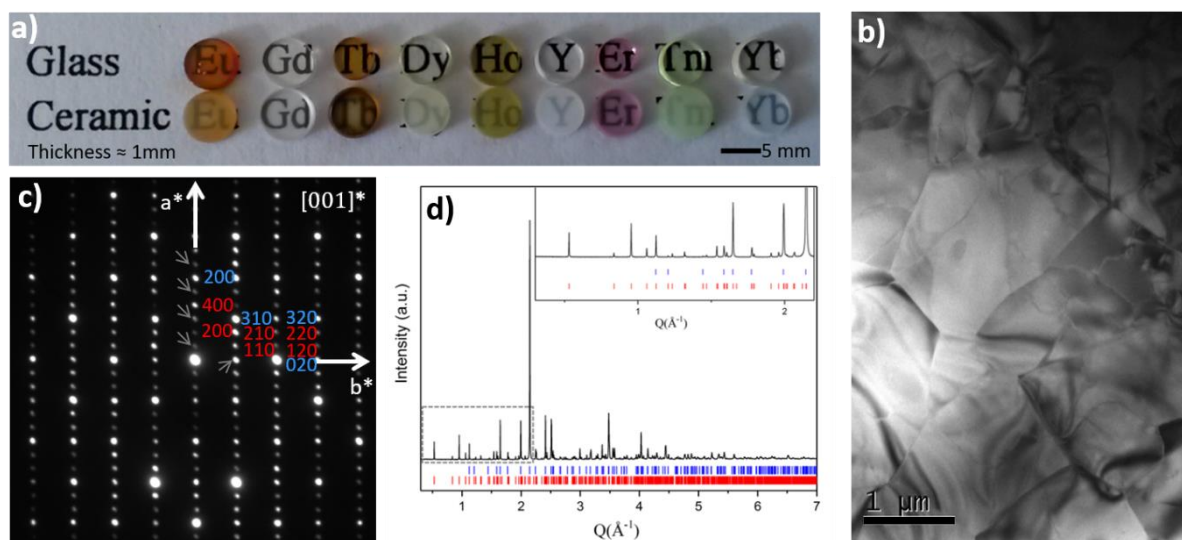 a)
Glass Eu Gd Tb Dy Ho Y Er Tm Yb
Ceramic Eu Gd Tb Dy Ho Y Er Tm Yb
Thickness ≈ 1mm
5 mm
b)
1 µm
c)
a*
[001]*
200
400
200
310
210
110
320
220
120
020
b*
d)
Intensity (a.u.)
1 2
Q(Å⁻¹)
1 2 3 4 5 6 7
Q(Å⁻¹)